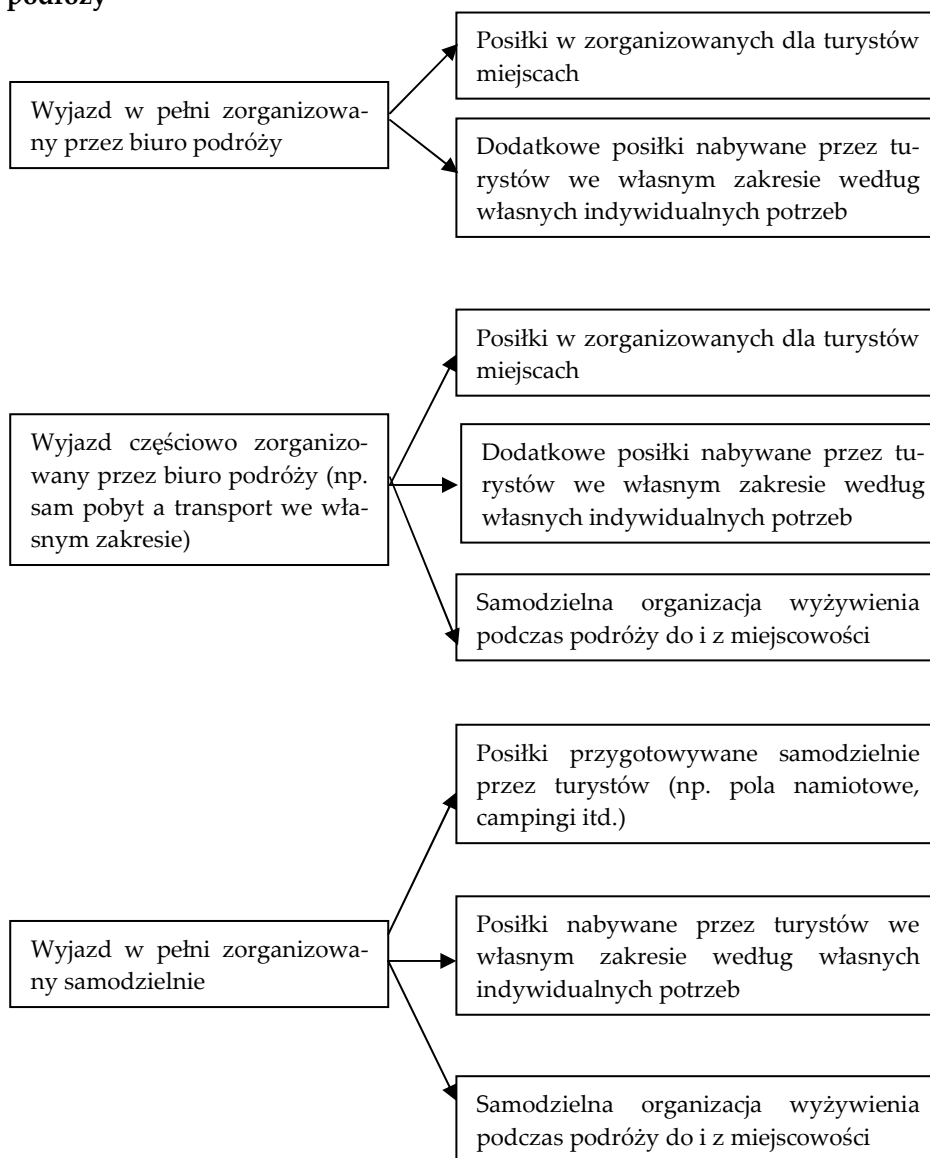 podróży
Posiłki w zorganizowanych dla turystów
miejscach
Wyjazd w pełni zorganizowa-
ny przez biuro podróży
Dodatkowe posiłki nabywane przez tu-
rystów we własnym zakresie według
własnych indywidualnych potrzeb
Posiłki w zorganizowanych dla turystów
miejscach
Wyjazd częściowo zorganizo-
wany przez biuro podróży (np.
sam pobyt a transport we wła-
snym zakresie)
Dodatkowe posiłki nabywane przez tu-
rystów we własnym zakresie według
własnych indywidualnych potrzeb
Samodzielna organizacja wyżywienia
podczas podróży do i z miejscowości
Posiłki przygotowywane samodzielnie
przez turystów (np. pola namiotowe,
campingi itd.)
Wyjazd w pełni zorganizowa-
ny samodzielnie
Posiłki nabywane przez turystów we
własnym zakresie według własnych
indywidualnych potrzeb
Samodzielna organizacja wyżywienia
podczas podróży do i z miejscowości